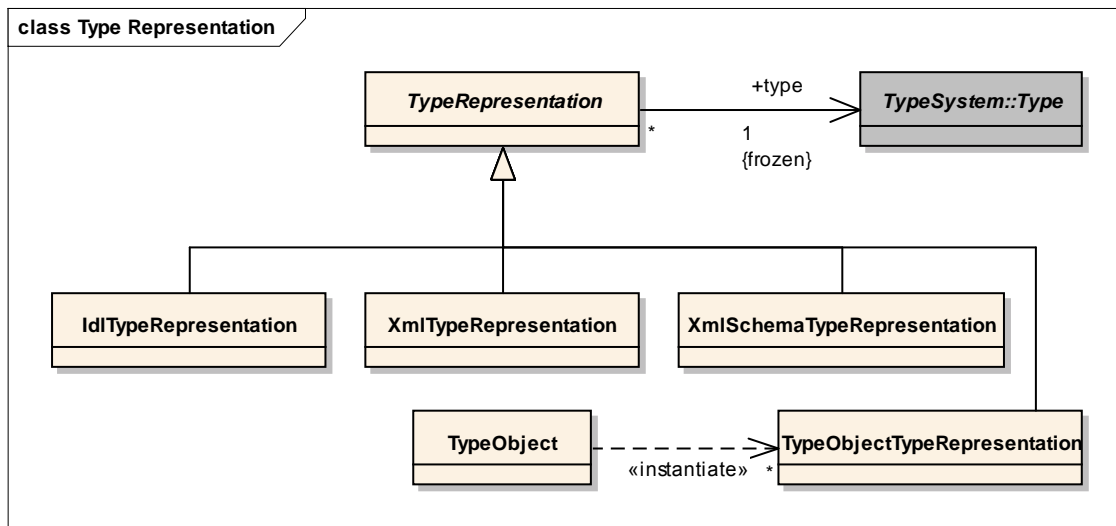 class Type Representation
TypeRepresentation
+type
TypeSystem::Type
*
1
{frozen}
IdlTypeRepresentation
XmlTypeRepresentation
XmlSchemaTypeRepresentation
TypeObject
TypeObjectTypeRepresentation
«instantiate»
*